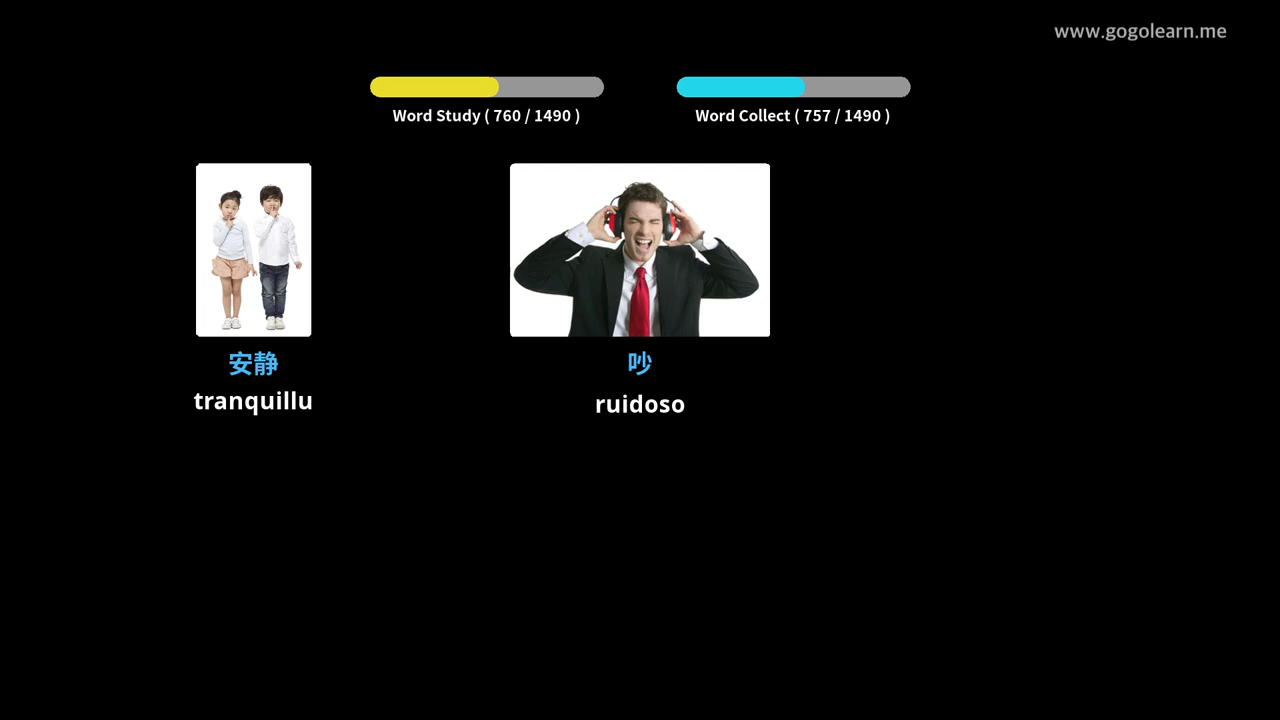 www.gogolearn.me
Word Study ( 760 / 1490 )
Word Collect ( 757 / 1490 )
安静
tranquillu
吵
ruidoso